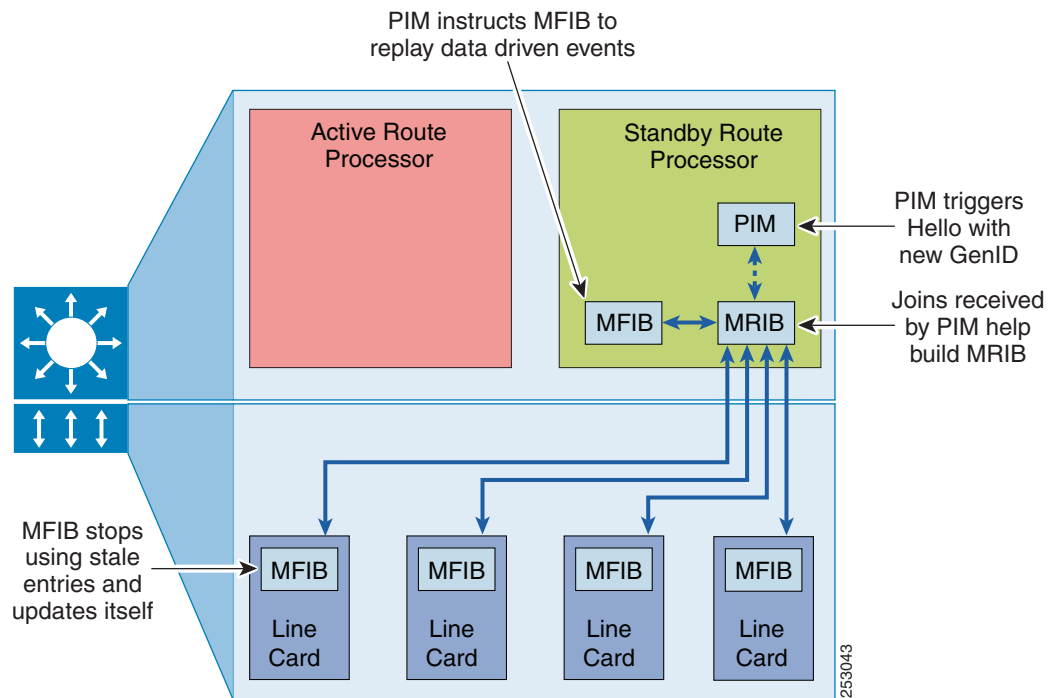 PIM instructs MFIB to
replay data driven events
Active Route
Processor
Standby Route
Processor
PIM
PIM triggers
Hello with
new GenID
MFIB
MRIB
Joins received
by PIM help
build MRIB
MFIB stops
using stale
entries and
updates itself
MFIB
Line
Card
MFIB
Line
Card
MFIB
Line
Card
MFIB
Line
Card
253043